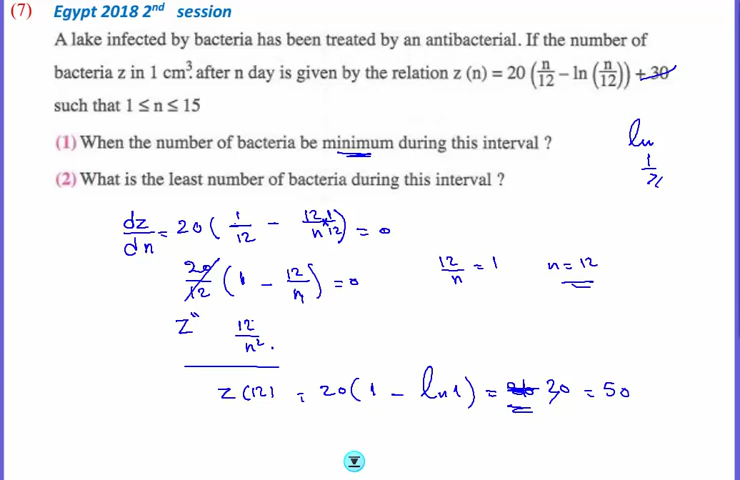 (7) Egypt 2018 2nd session
A lake infected by bacteria has been treated by an antibacterial. If the number of
bacteria z in 1 cm³. after n day is given by the relation z (n) = 20 (n/12 − ln (n/12)) + 30
such that 1 ≤ n ≤ 15
(1) When the number of bacteria be minimum during this interval ?
(2) What is the least number of bacteria during this interval ?
ln
1/x
dz/dn = 20 ( 1/12 − 12/n × 1/12 ) = 0
20/12 ( 1 − 12/n ) = 0 12/n = 1 n = 12
z" 12/n²
z (12) = 20 ( 1 − ln 1 ) = 30 = 50